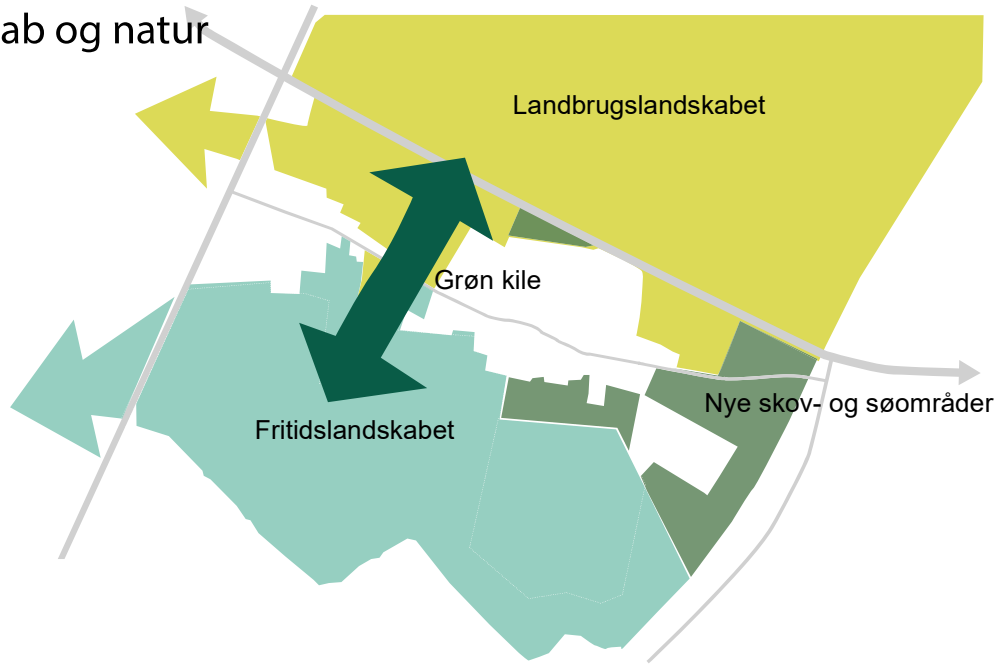 ab og natur
Landbrugslandskabet
Grøn kile
Nye skov- og søområder
Fritidslandskabet